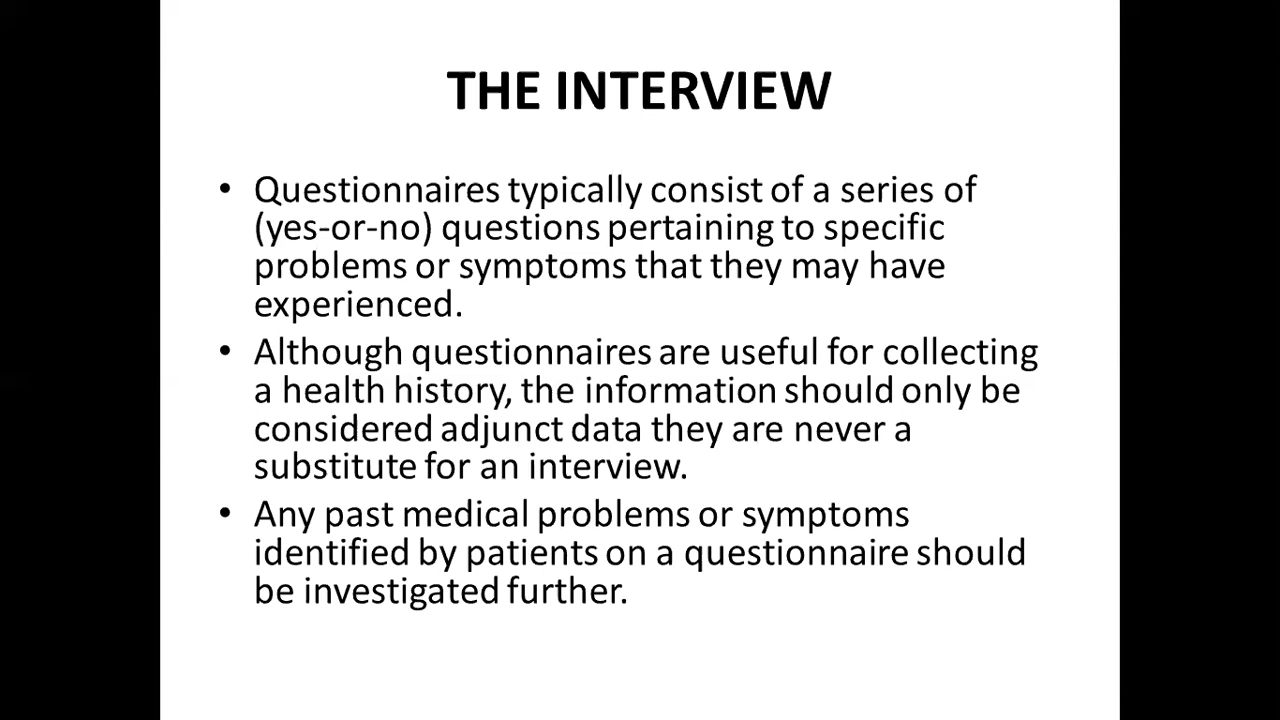 THE INTERVIEW
• Questionnaires typically consist of a series of
(yes-or-no) questions pertaining to specific
problems or symptoms that they may have
experienced.
• Although questionnaires are useful for collecting
a health history, the information should only be
considered adjunct data they are never a
substitute for an interview.
• Any past medical problems or symptoms
identified by patients on a questionnaire should
be investigated further.